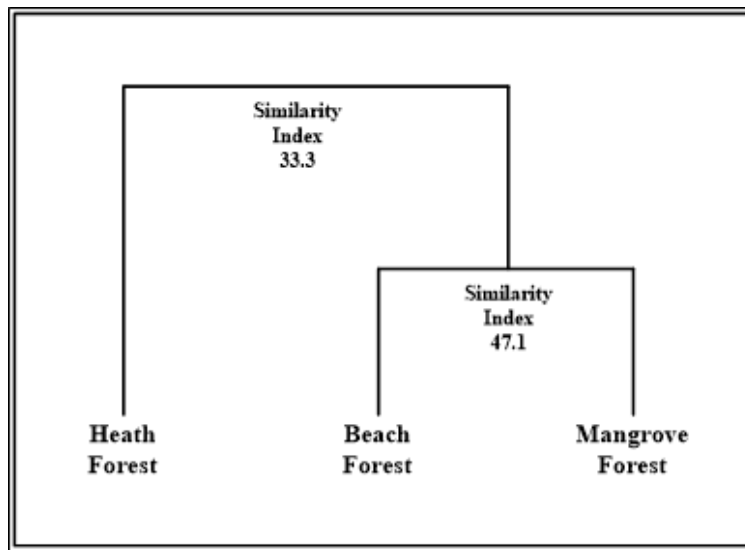 Similarity
Index
33.3
Similarity
Index
47.1
Heath
Forest
Beach
Forest
Mangrove
Forest